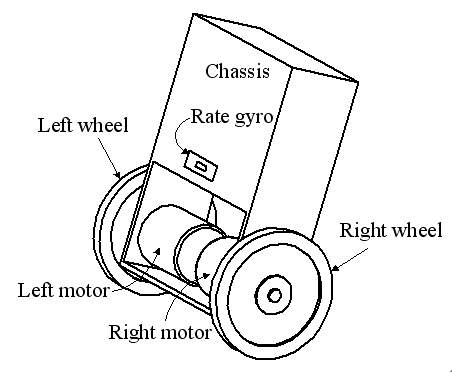 Chassis
Rate gyro
Left wheel
Right wheel
Left motor
Right motor